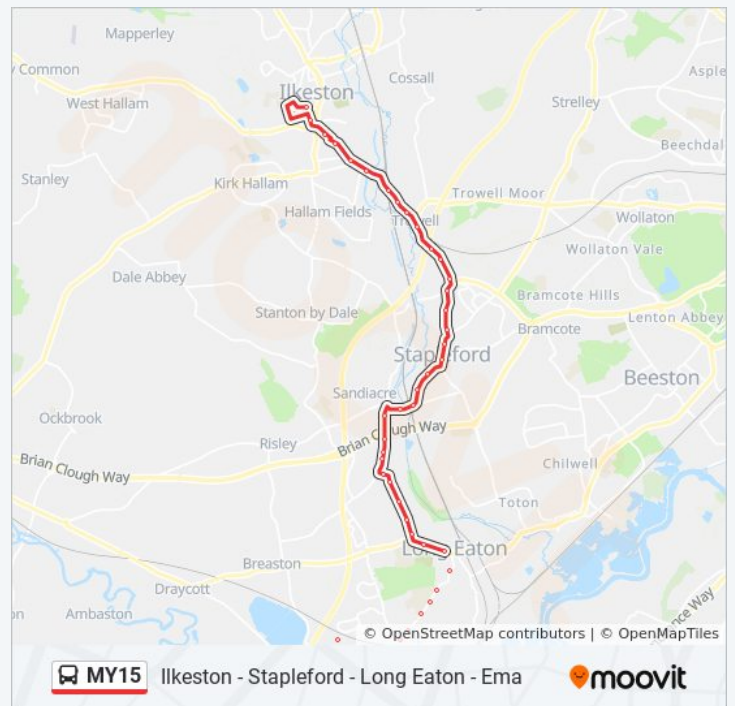 Mapperley
y Common
Cossall
Asple
Ilkeston
West Hallam
Strelley
Beechdal
Stanley
Kirk Hallam
Trowell Moor
Hallam Fields
Trowell
Wollaton
Wollaton Vale
Dale Abbey
Bramcote Hills
Stanton by Dale
Lenton Abbey
Bramcote
Stapleford
Beeston
Sandiacre
Ockbrook
Risley
Brian Clough Way
Brian Clough Way
Chilwell
Toton
Long Eaton
Breaston
Draycott
on
Ambaston
nce Way
© OpenStreetMap contributors | © OpenMapTiles
MY15 Ilkeston - Stapleford - Long Eaton - Ema
moovit